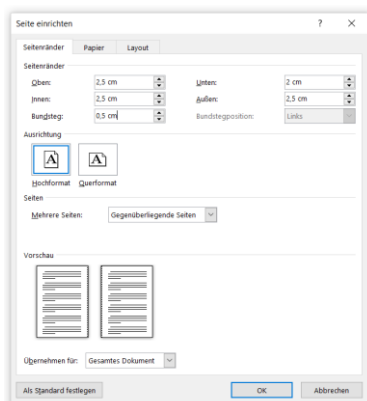 Seite einrichten ? ×
Seitenränder Papier Layout
Seitenränder
Oben: 2,5 cm Unten: 2 cm
Innen: 2,5 cm Außen: 2,5 cm
Bundsteg: 0,5 cm Bundstegposition: Links
Ausrichtung
A A
Hochformat Querformat
Seiten
Mehrere Seiten: Gegenüberliegende Seiten
Vorschau
Übernehmen für: Gesamtes Dokument
Als Standard festlegen OK Abbrechen